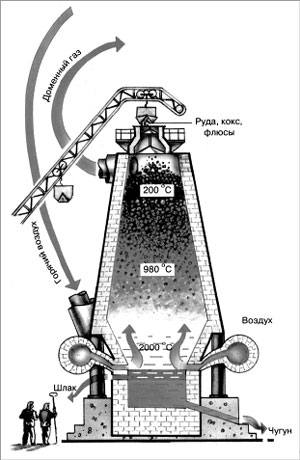 Доменный газ
Руда, кокс,
флюсы
200 °C
Горячий воздух
980 °C
2000 °C
Воздух
Шлак
Чугун